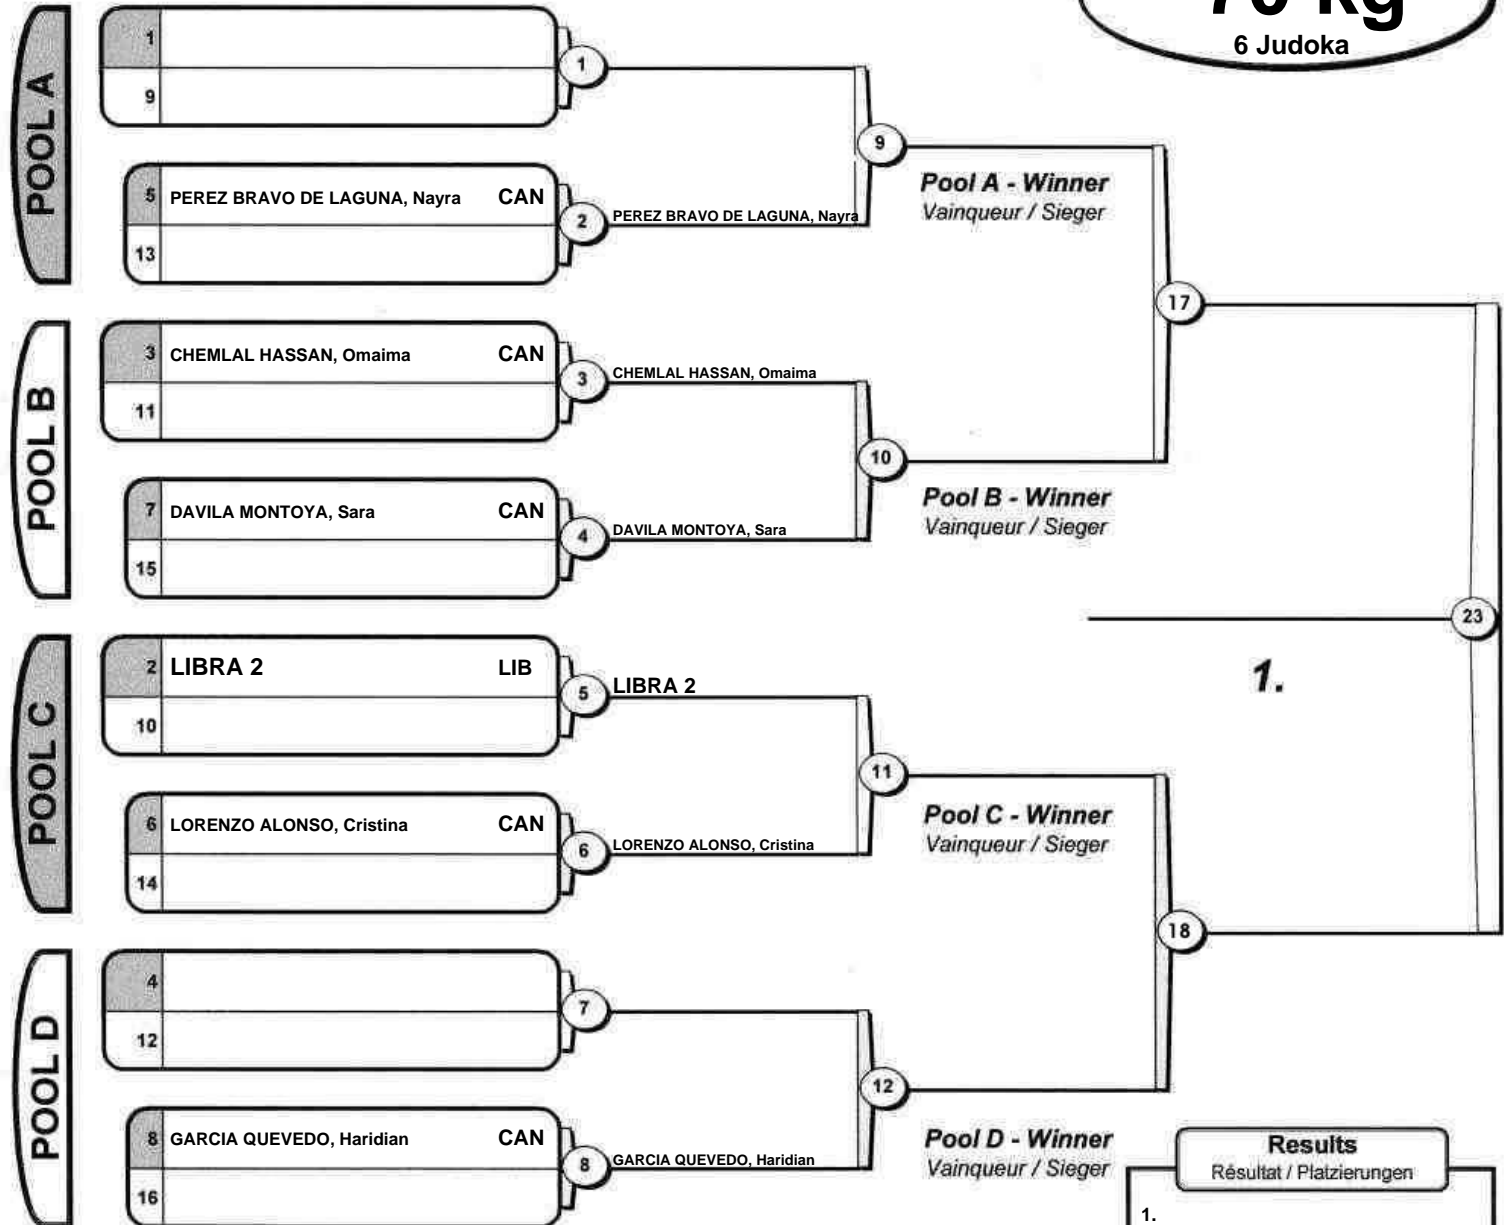 70 kg
6 Judoka
POOL A
1
9
1
5 PEREZ BRAVO DE LAGUNA, Nayra CAN
13
2
PEREZ BRAVO DE LAGUNA, Nayra
9
Pool A - Winner
Vainqueur / Sieger
POOL B
3 CHEMLAL HASSAN, Omaima CAN
11
3
CHEMLAL HASSAN, Omaima
7 DAVILA MONTOYA, Sara CAN
15
4
DAVILA MONTOYA, Sara
10
Pool B - Winner
Vainqueur / Sieger
17
POOL C
2 LIBRA 2 LIB
10
5
LIBRA 2
6 LORENZO ALONSO, Cristina CAN
14
6
LORENZO ALONSO, Cristina
11
Pool C - Winner
Vainqueur / Sieger
POOL D
4
12
7
8 GARCIA QUEVEDO, Haridian CAN
16
8
GARCIA QUEVEDO, Haridian
12
Pool D - Winner
Vainqueur / Sieger
18
23
1.
Results
Résultat / Platzierungen
1.